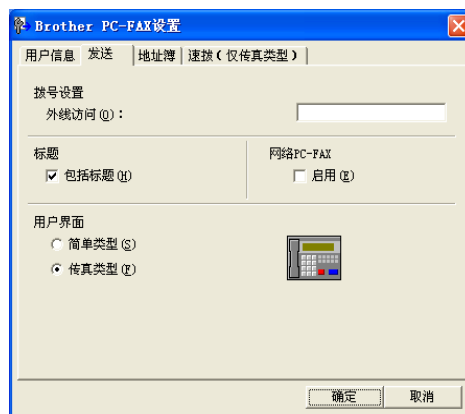 Brother PC-FAX设置
用户信息 发送 地址簿 速拨(仅传真类型)
拨号设置
外线访问(O):
标题 网络PC-FAX
包括标题(H) 启用(E)
用户界面
简单类型(S)
传真类型(F)
确定 取消